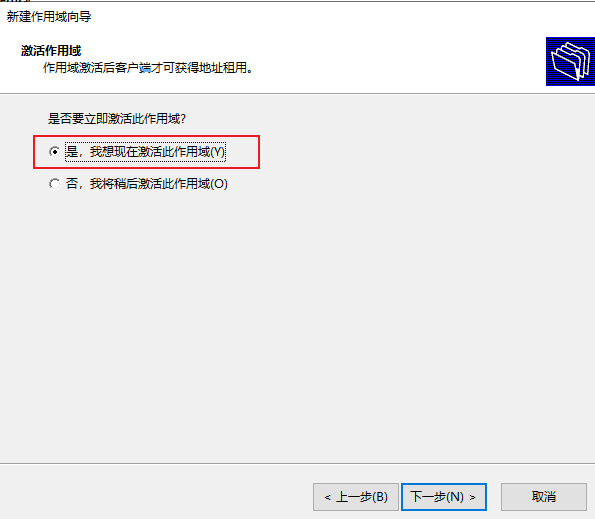 新建作用域向导
激活作用域
作用域激活后客户端才可获得地址租用。
是否要立即激活此作用域?
是，我想现在激活此作用域(Y)
否，我将稍后激活此作用域(O)
< 上一步(B) 下一步(N) > 取消